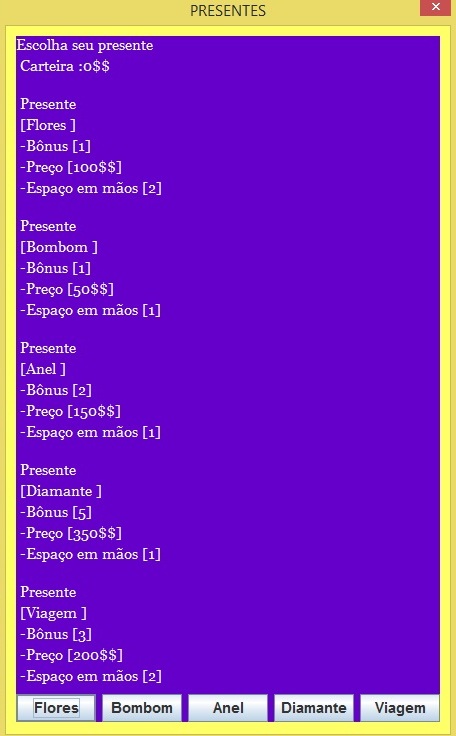 PRESENTES
Escolha seu presente
Carteira :0$$
Presente
[Flores ]
-Bônus [1]
-Preço [100$$]
-Espaço em mãos [2]
Presente
[Bombom ]
-Bônus [1]
-Preço [50$$]
-Espaço em mãos [1]
Presente
[Anel ]
-Bônus [2]
-Preço [150$$]
-Espaço em mãos [1]
Presente
[Diamante ]
-Bônus [5]
-Preço [350$$]
-Espaço em mãos [1]
Presente
[Viagem ]
-Bônus [3]
-Preço [200$$]
-Espaço em mãos [2]
Flores Bombom Anel Diamante Viagem